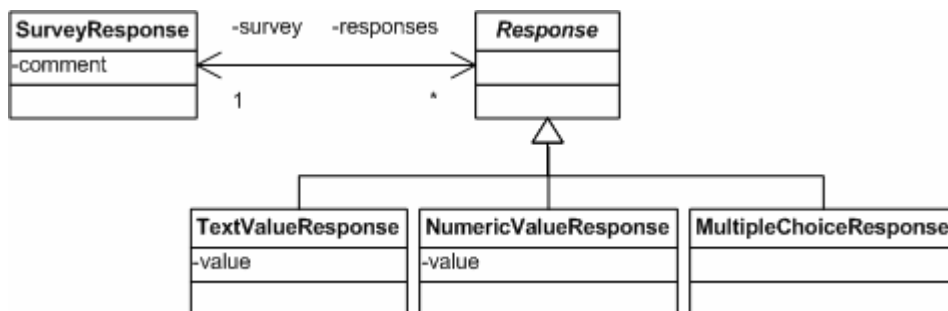 SurveyResponse
-survey
-responses
Response
-comment
1
*
TextValueResponse
NumericValueResponse
MultipleChoiceResponse
-value
-value